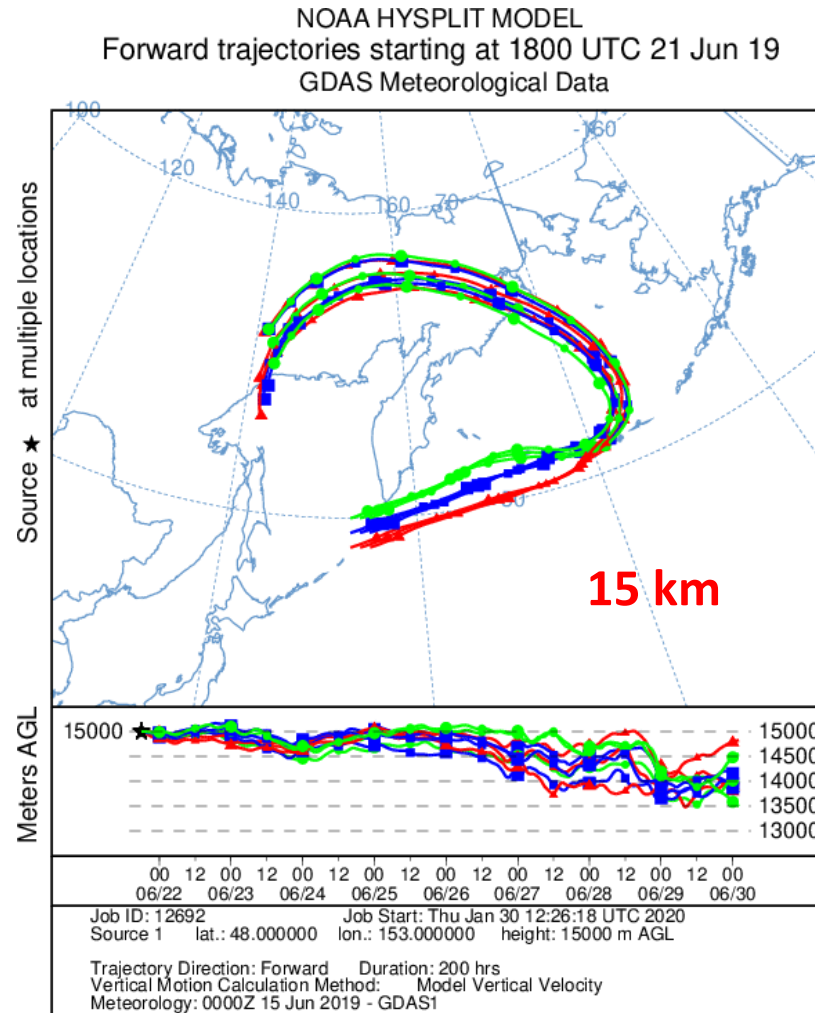 NOAA HYSPLIT MODEL
Forward trajectories starting at 1800 UTC 21 Jun 19
GDAS Meteorological Data
Source ★ at multiple locations
100
120
140
160
70
-160
15 km
Meters AGL
15000
15000
14500
14000
13500
13000
00 12 00 12 00 12 00 12 00 12 00 12 00 12 00 12 00
06/22 06/23 06/24 06/25 06/26 06/27 06/28 06/29 06/30
Job ID: 12692 Job Start: Thu Jan 30 12:26:18 UTC 2020
Source 1 lat.: 48.000000 lon.: 153.000000 height: 15000 m AGL
Trajectory Direction: Forward Duration: 200 hrs
Vertical Motion Calculation Method: Model Vertical Velocity
Meteorology: 0000Z 15 Jun 2019 - GDAS1